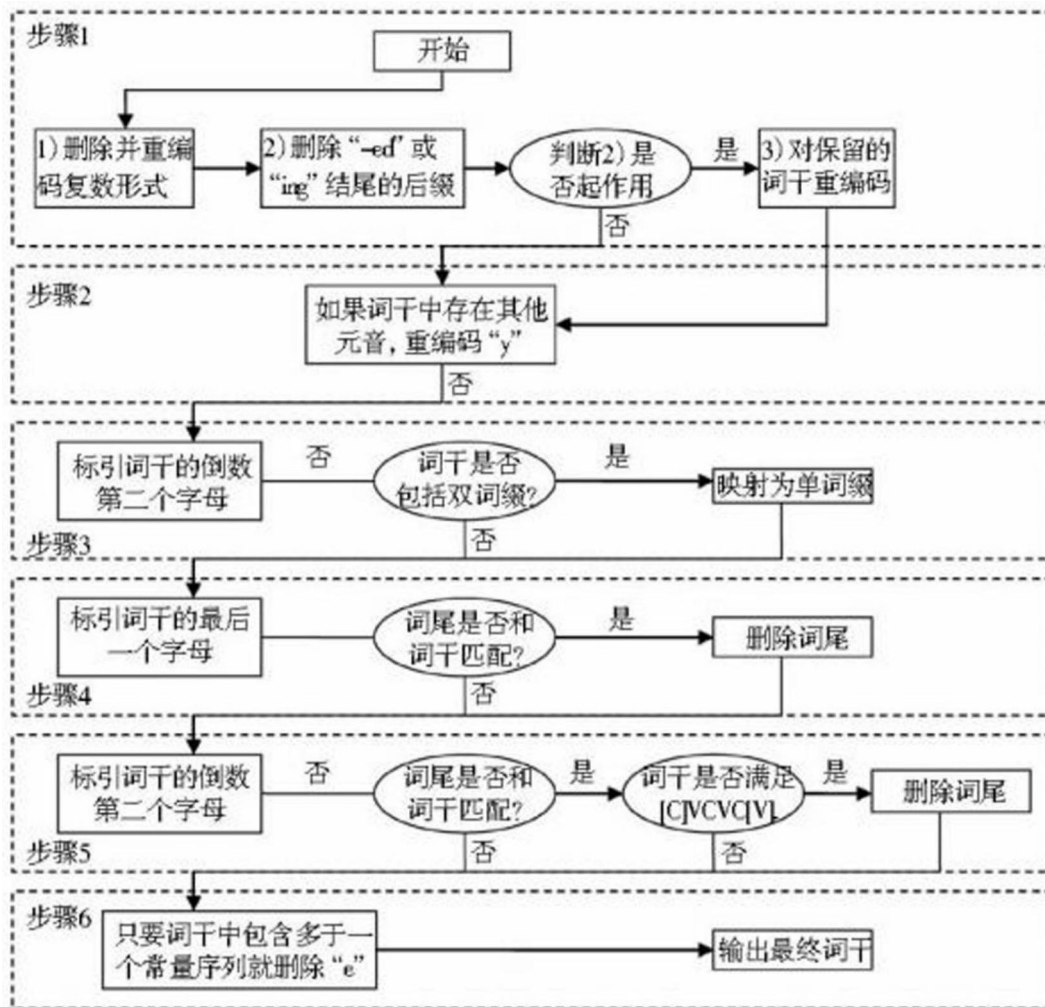 步骤1
开始
1)删除并重编
码复数形式
2)删除“-ed”或
“ing”结尾的后缀
判断2)是
否起作用
是
3)对保留的
词干重编码
否
步骤2
如果词干中存在其他
元音,重编码“y”
否
标引词干的倒数
第二个字母
否
词干是否
包括双词缀?
是
映射为单词缀
否
步骤3
标引词干的最后
一个字母
词尾是否和
词干匹配?
是
删除词尾
否
步骤4
标引词干的倒数
第二个字母
否
词尾是否和
词干匹配?
是
词干是否满足
[C]VCVC[V]-
是
删除词尾
否
否
步骤5
步骤6
只要词干中包含多于一
个常量序列就删除“e”
输出最终词干